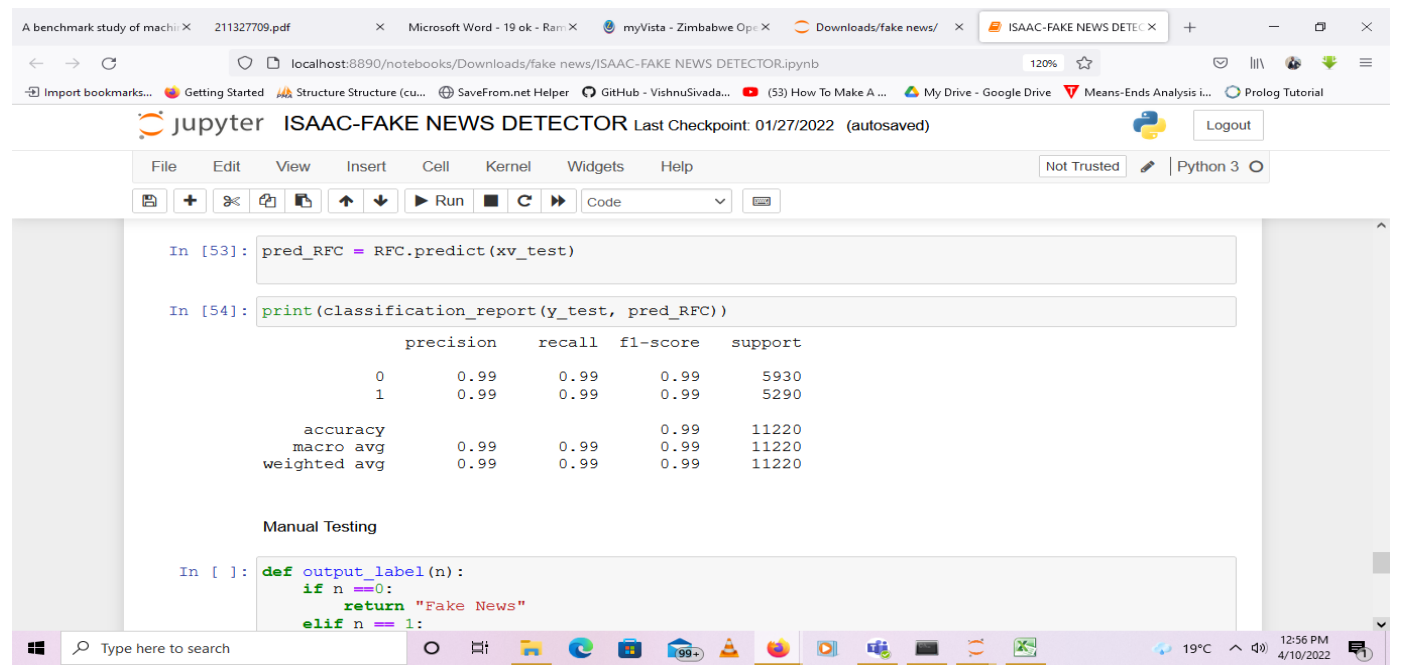 A benchmark study of machin 211327709.pdf Microsoft Word - 19 ok - Ram myVista - Zimbabwe Ope Downloads/fake news/ ISAAC-FAKE NEWS DETEC
localhost:8890/notebooks/Downloads/fake news/ISAAC-FAKE NEWS DETECTOR.ipynb 120%
Import bookmarks... Getting Started Structure Structure (cu... SaveFrom.net Helper GitHub - VishnuSivada... (53) How To Make A ... My Drive - Google Drive Means-Ends Analysis i... Prolog Tutorial
jupyter ISAAC-FAKE NEWS DETECTOR Last Checkpoint: 01/27/2022 (autosaved) Logout
File Edit View Insert Cell Kernel Widgets Help Not Trusted Python 3
Run Code
In [53]: pred_RFC = RFC.predict(xv_test)
In [54]: print(classification_report(y_test, pred_RFC))
precision recall f1-score support
0 0.99 0.99 0.99 5930
1 0.99 0.99 0.99 5290
accuracy 0.99 11220
macro avg 0.99 0.99 0.99 11220
weighted avg 0.99 0.99 0.99 11220
Manual Testing
In [ ]: def output_label(n):
if n ==0:
return "Fake News"
elif n == 1:
Type here to search 99+ 19°C 12:56 PM
4/10/2022 1